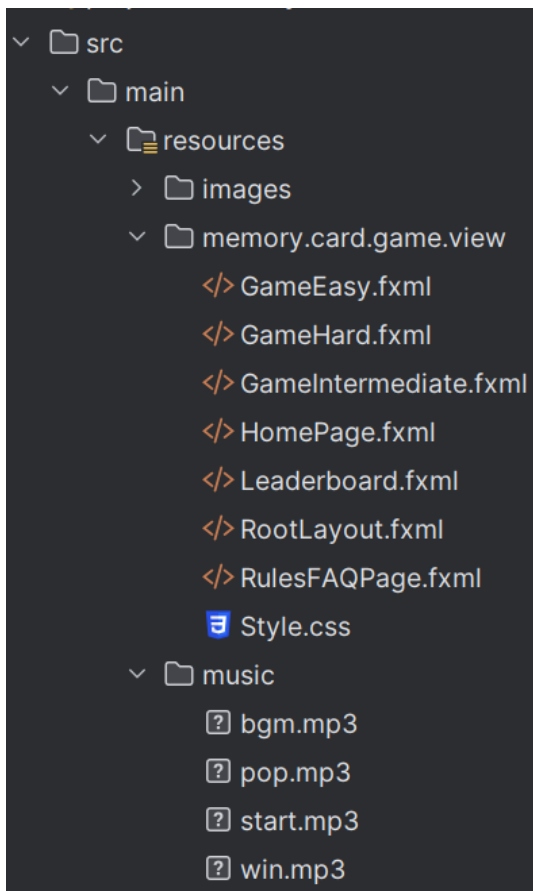 src
main
resources
images
memory.card.game.view
</> GameEasy.fxml
</> GameHard.fxml
</> GameIntermediate.fxml
</> HomePage.fxml
</> Leaderboard.fxml
</> RootLayout.fxml
</> RulesFAQPage.fxml
Style.css
music
? bgm.mp3
? pop.mp3
? start.mp3
? win.mp3